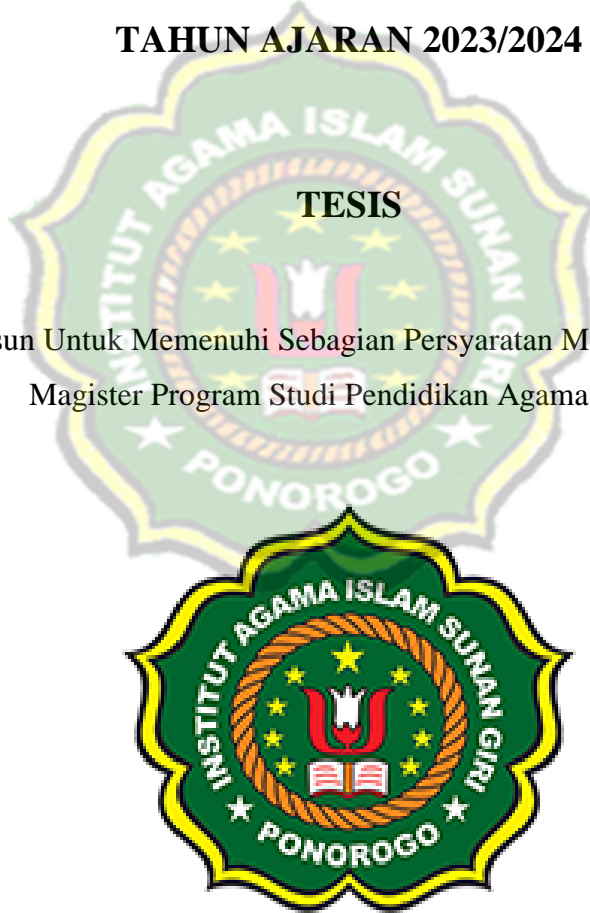 TAHUN AJARAN 2023/2024
INSTITUT AGAMA ISLAM SUNAN GIRI
TESIS
Untuk Memenuhi Sebagian Persyaratan
Magister Program Studi Pendidikan Agama
PONOROGO
INSTITUT AGAMA ISLAM SUNAN GIRI
PONOROGO